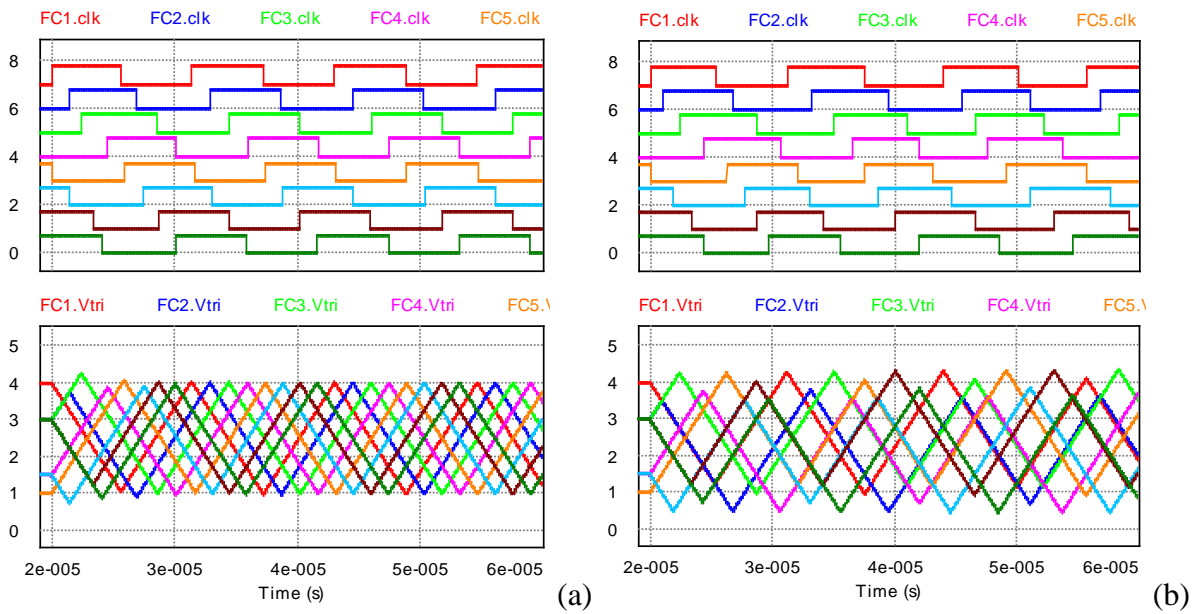 FC1.clk FC2.clk FC3.clk FC4.clk FC5.clk
8
6
4
2
0
FC1.Vtri FC2.Vtri FC3.Vtri FC4.Vtri FC5.V
5
4
3
2
1
0
2e-005 3e-005 4e-005 5e-005 6e-005
Time (s)
(a)
FC1.clk FC2.clk FC3.clk FC4.clk FC5.clk
8
6
4
2
0
FC1.Vtri FC2.Vtri FC3.Vtri FC4.Vtri FC5.V
5
4
3
2
1
0
2e-005 3e-005 4e-005 5e-005 6e-005
Time (s)
(b)